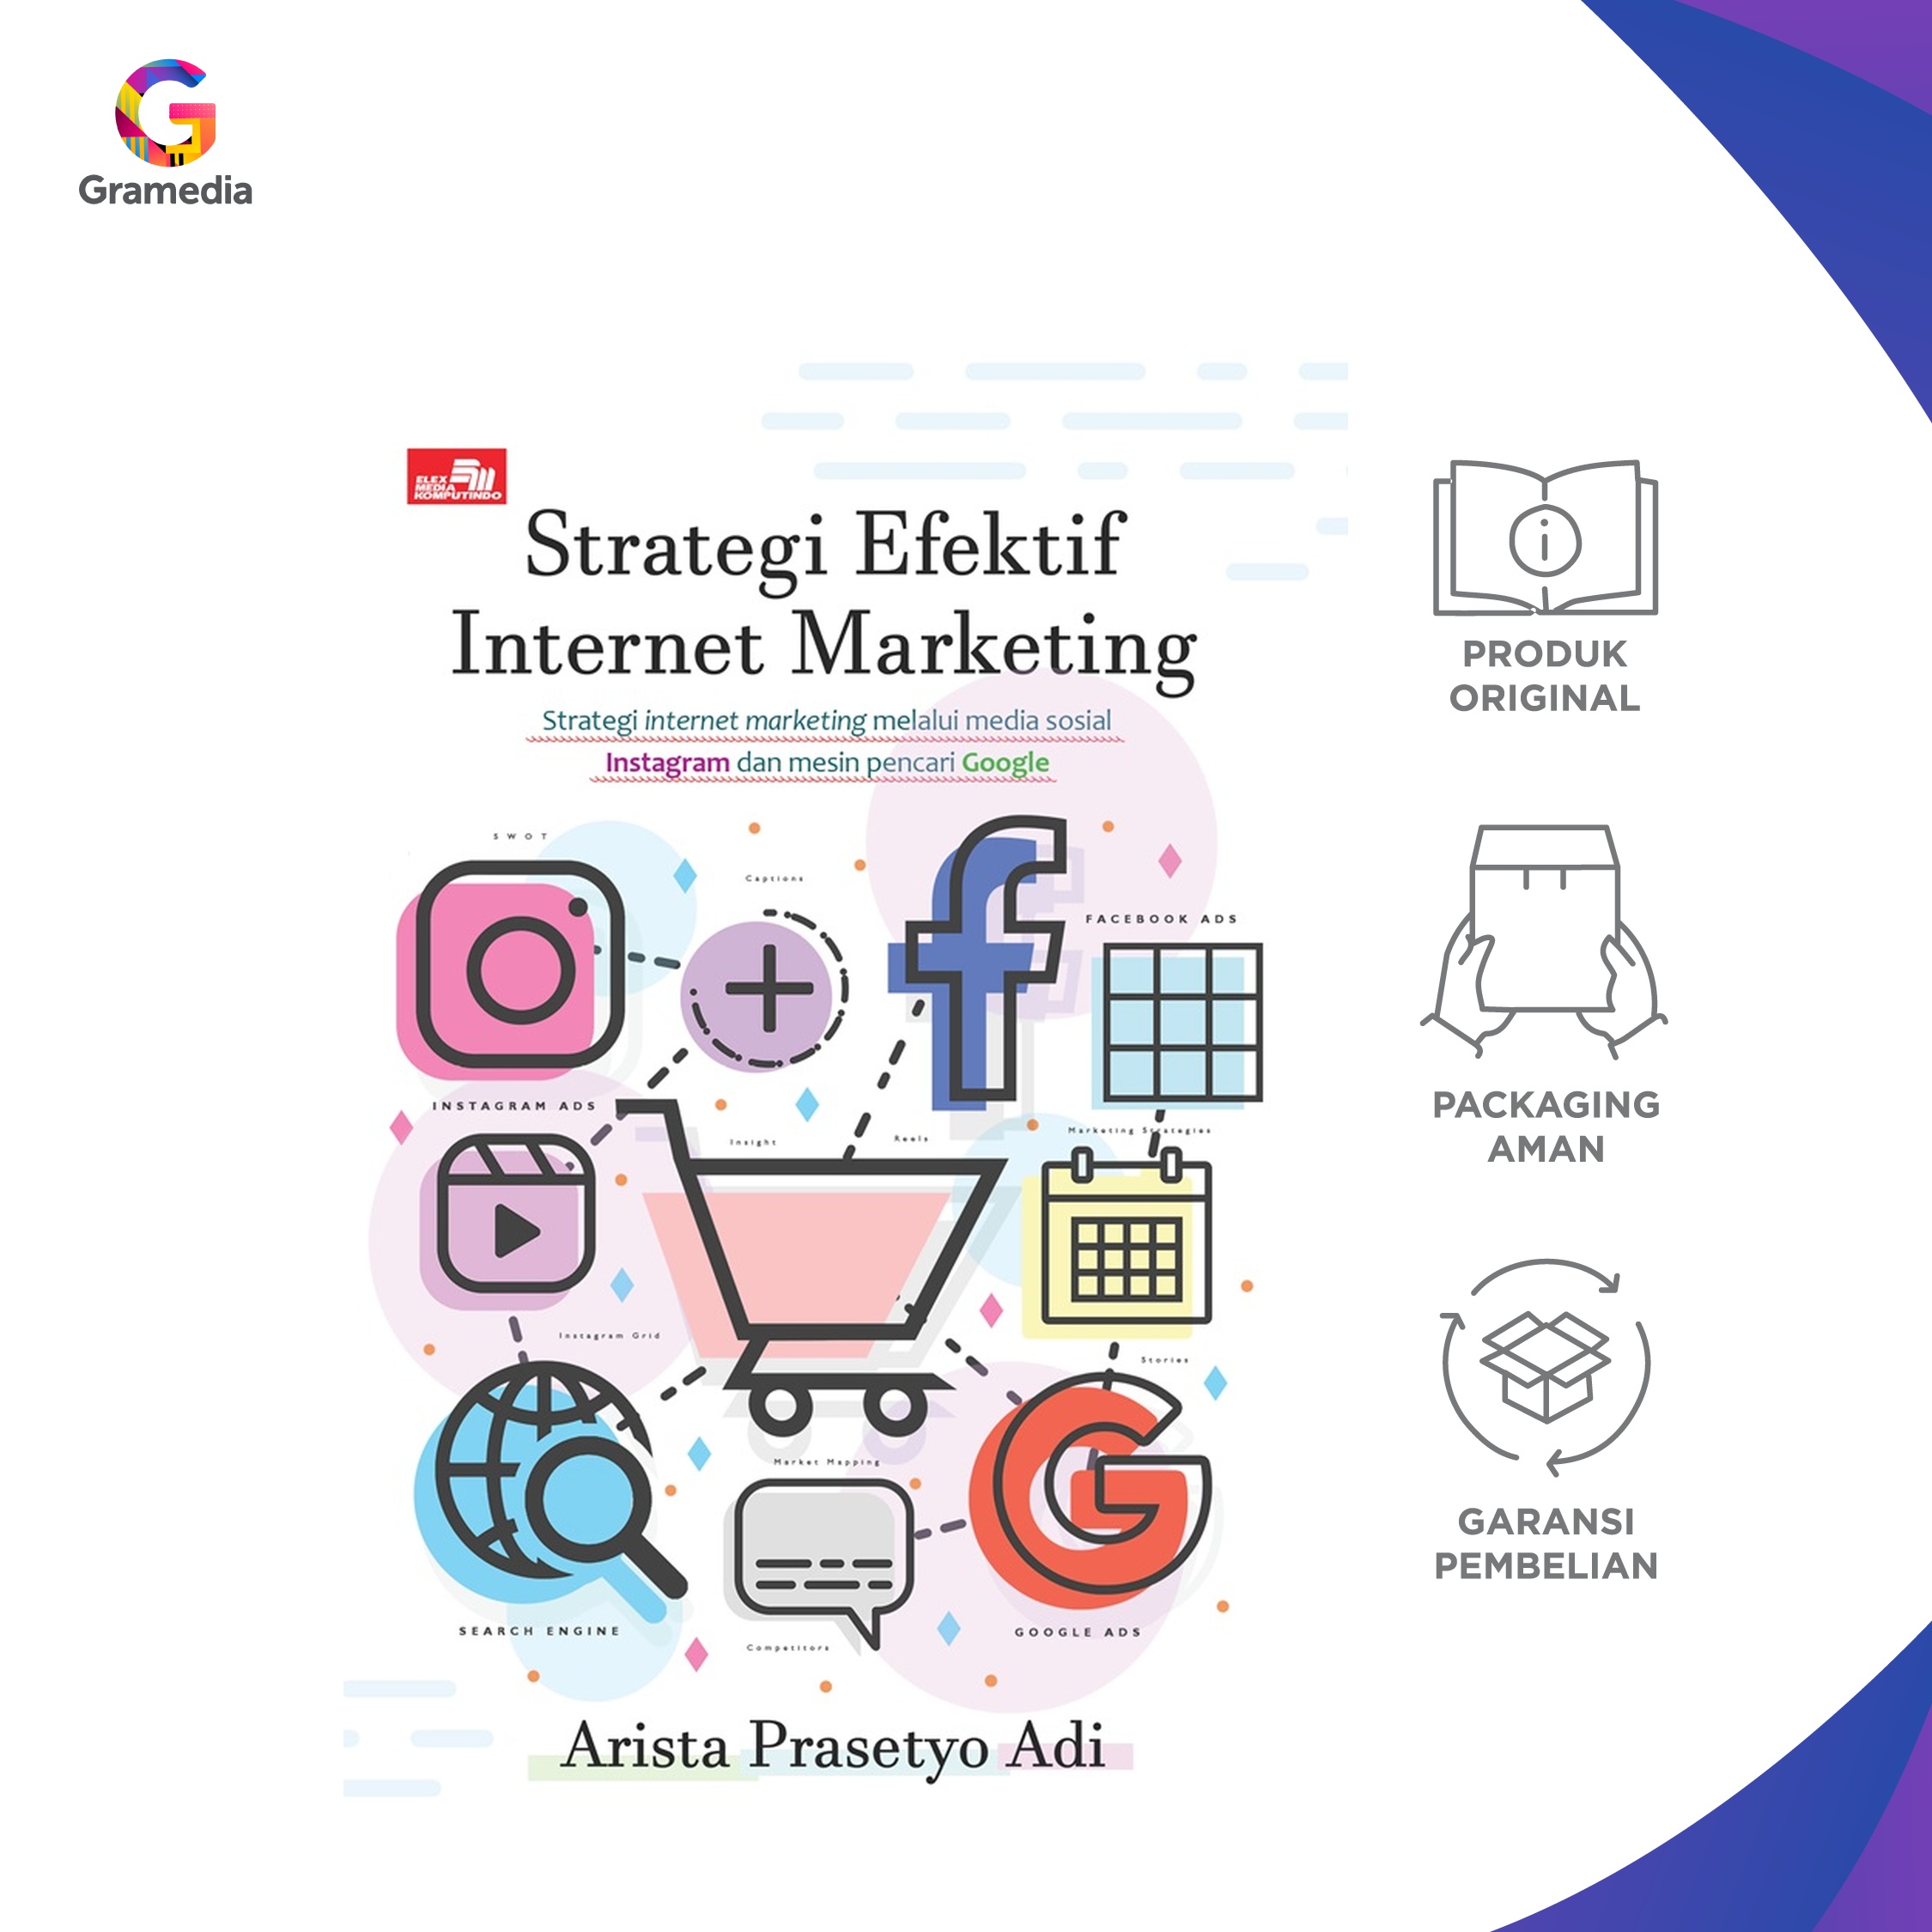 Gramedia
ELEX
MEDIA
KOMPUTINDO
Strategi Efektif
Internet Marketing
Strategi internet marketing melalui media sosial
Instagram dan mesin pencari Google
SWOT
Captions
FACEBOOK ADS
INSTAGRAM ADS
Insight
Reels
Marketing Strategies
Instagram Grid
Stories
Market Mapping
SEARCH ENGINE
Competitors
GOOGLE ADS
Arista Prasetyo Adi
PRODUK
ORIGINAL
PACKAGING
AMAN
GARANSI
PEMBELIAN